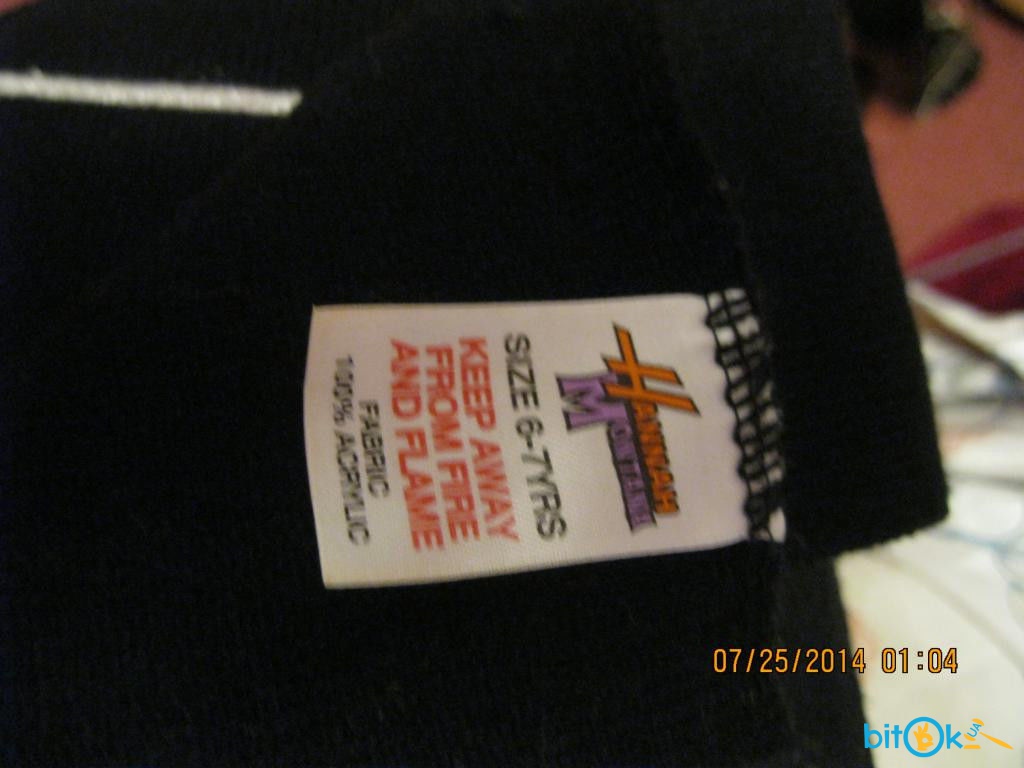 HANNAH
MONTANA
SIZE 6-7YRS
KEEP AWAY
FROM FIRE
AND FLAME
FABRIC
100% ACRYLIC
07/25/2014 01:04
bitOk.UA